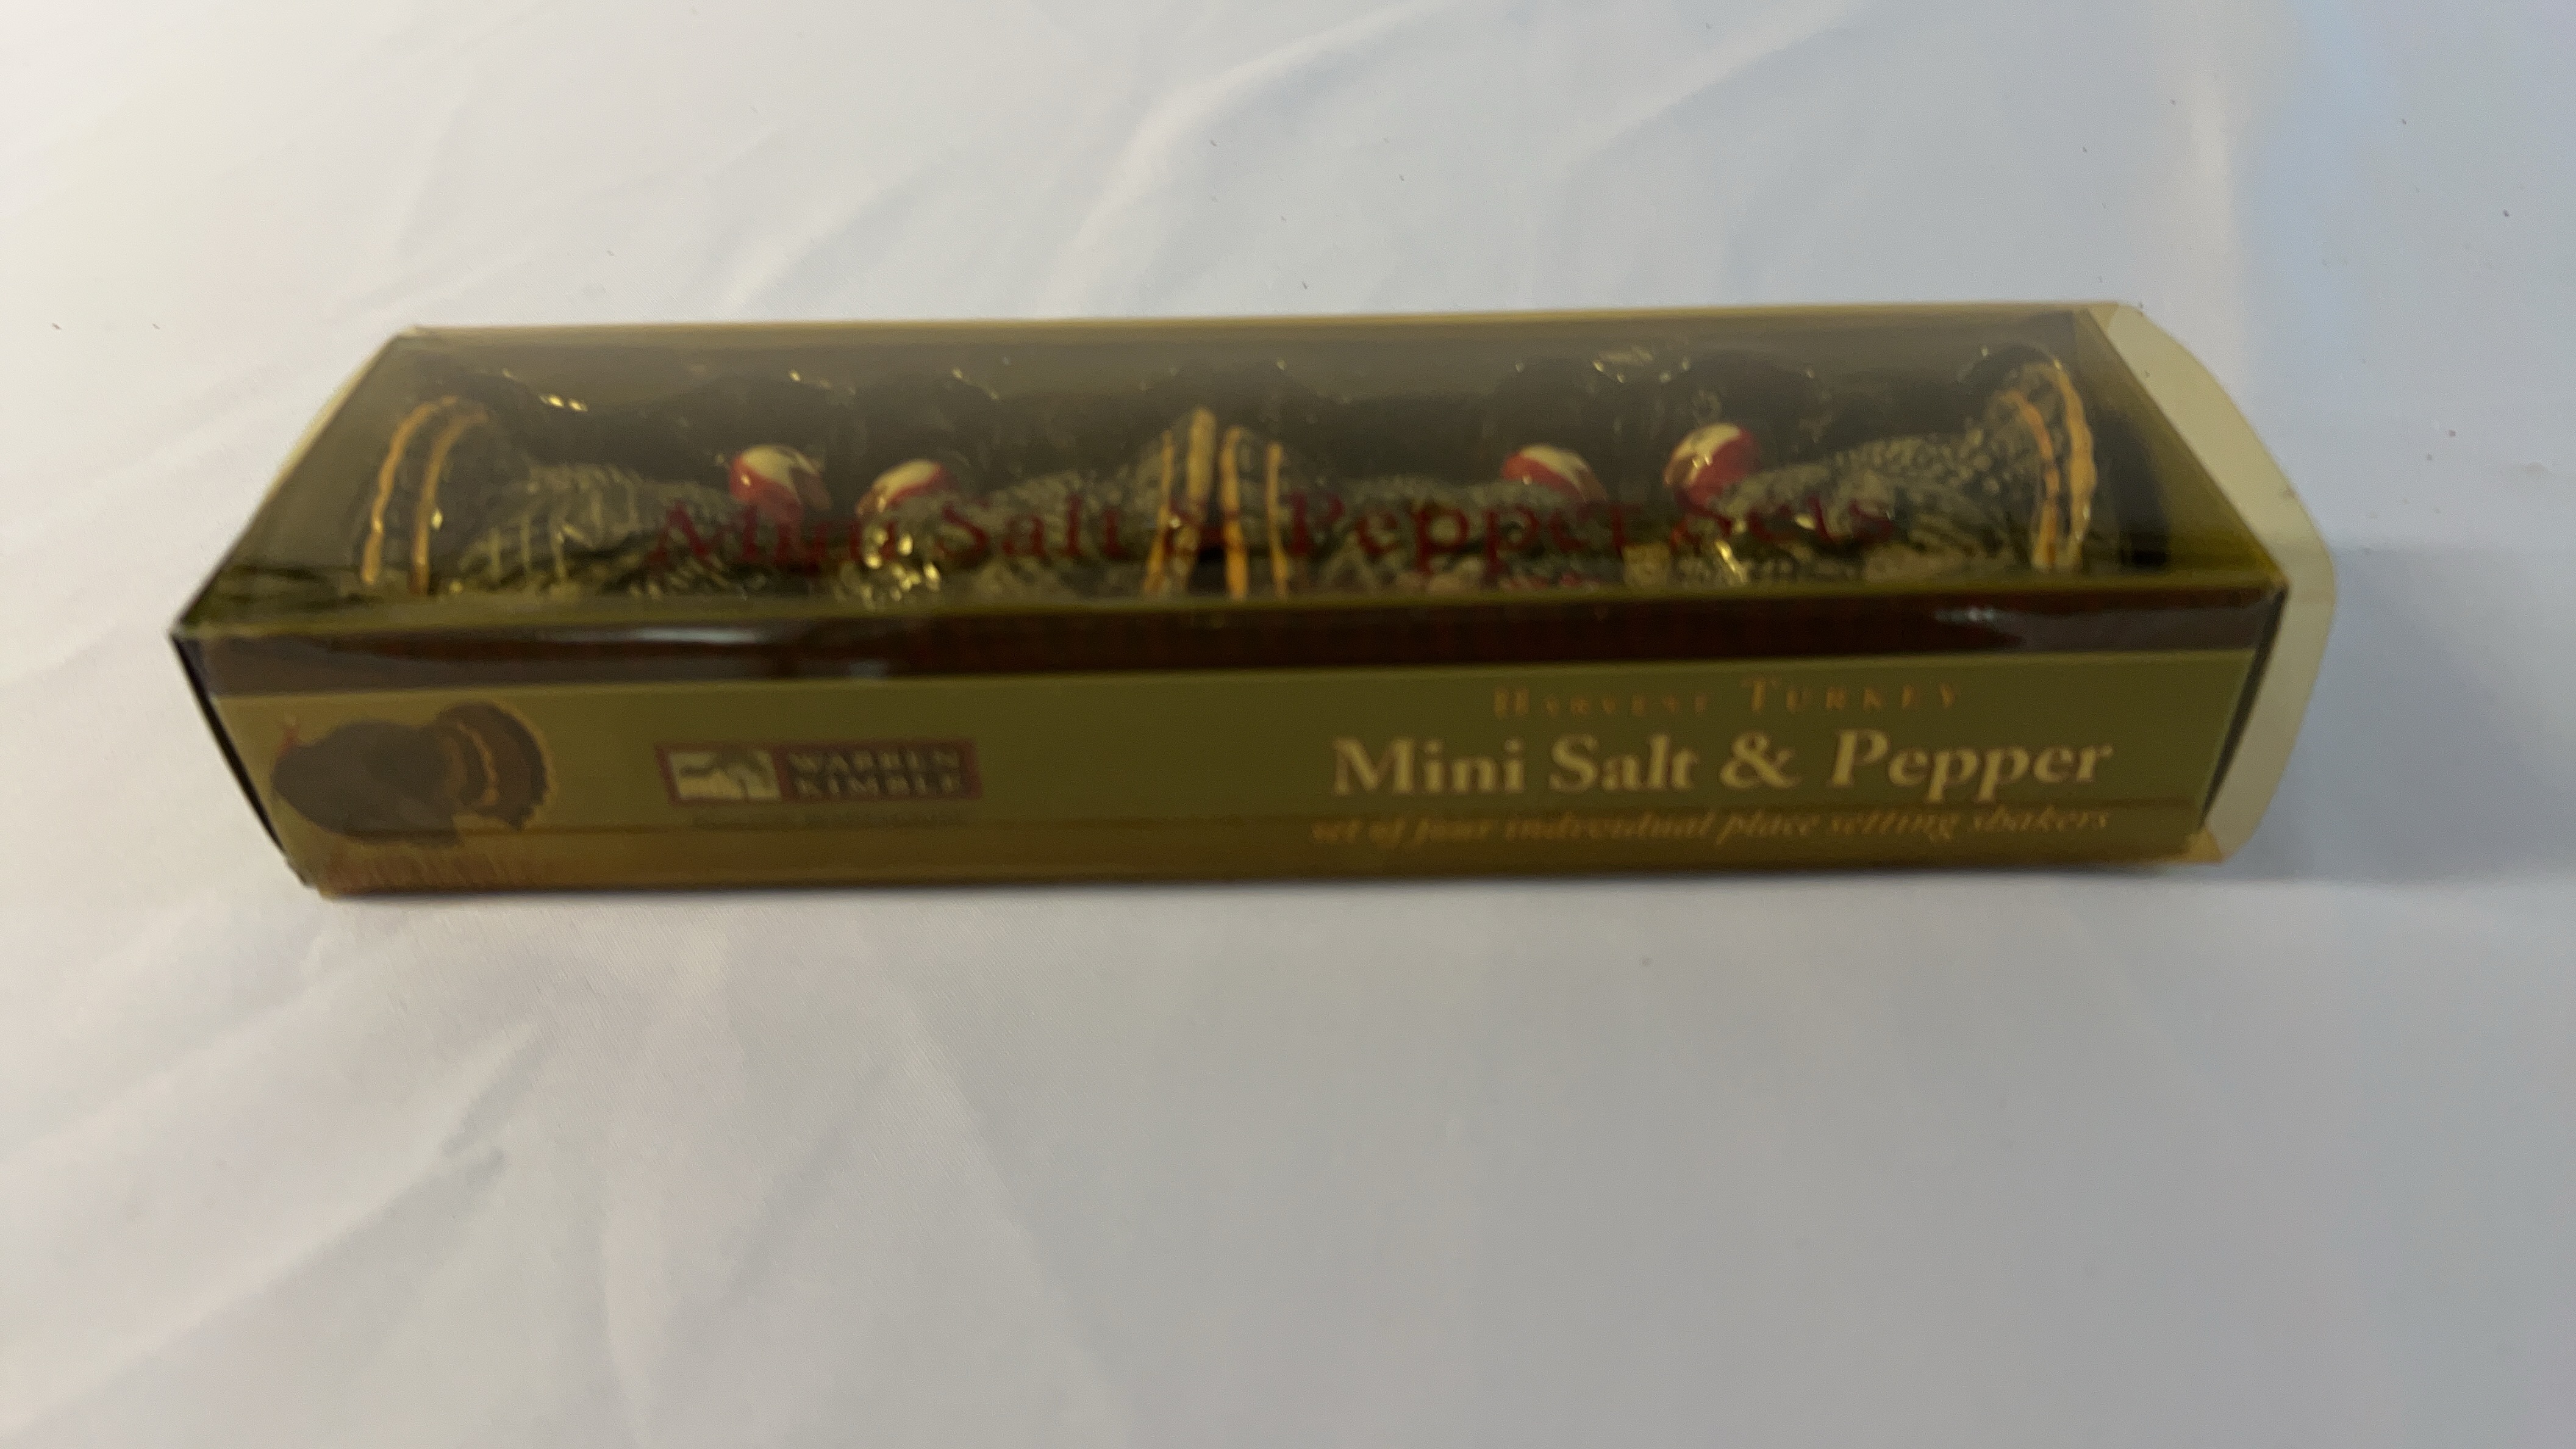 Mini Salt & Pepper Sets
WARREN
KIMBLE
HARVEST TURKEY
Mini Salt & Pepper
set of four individual place setting shakers